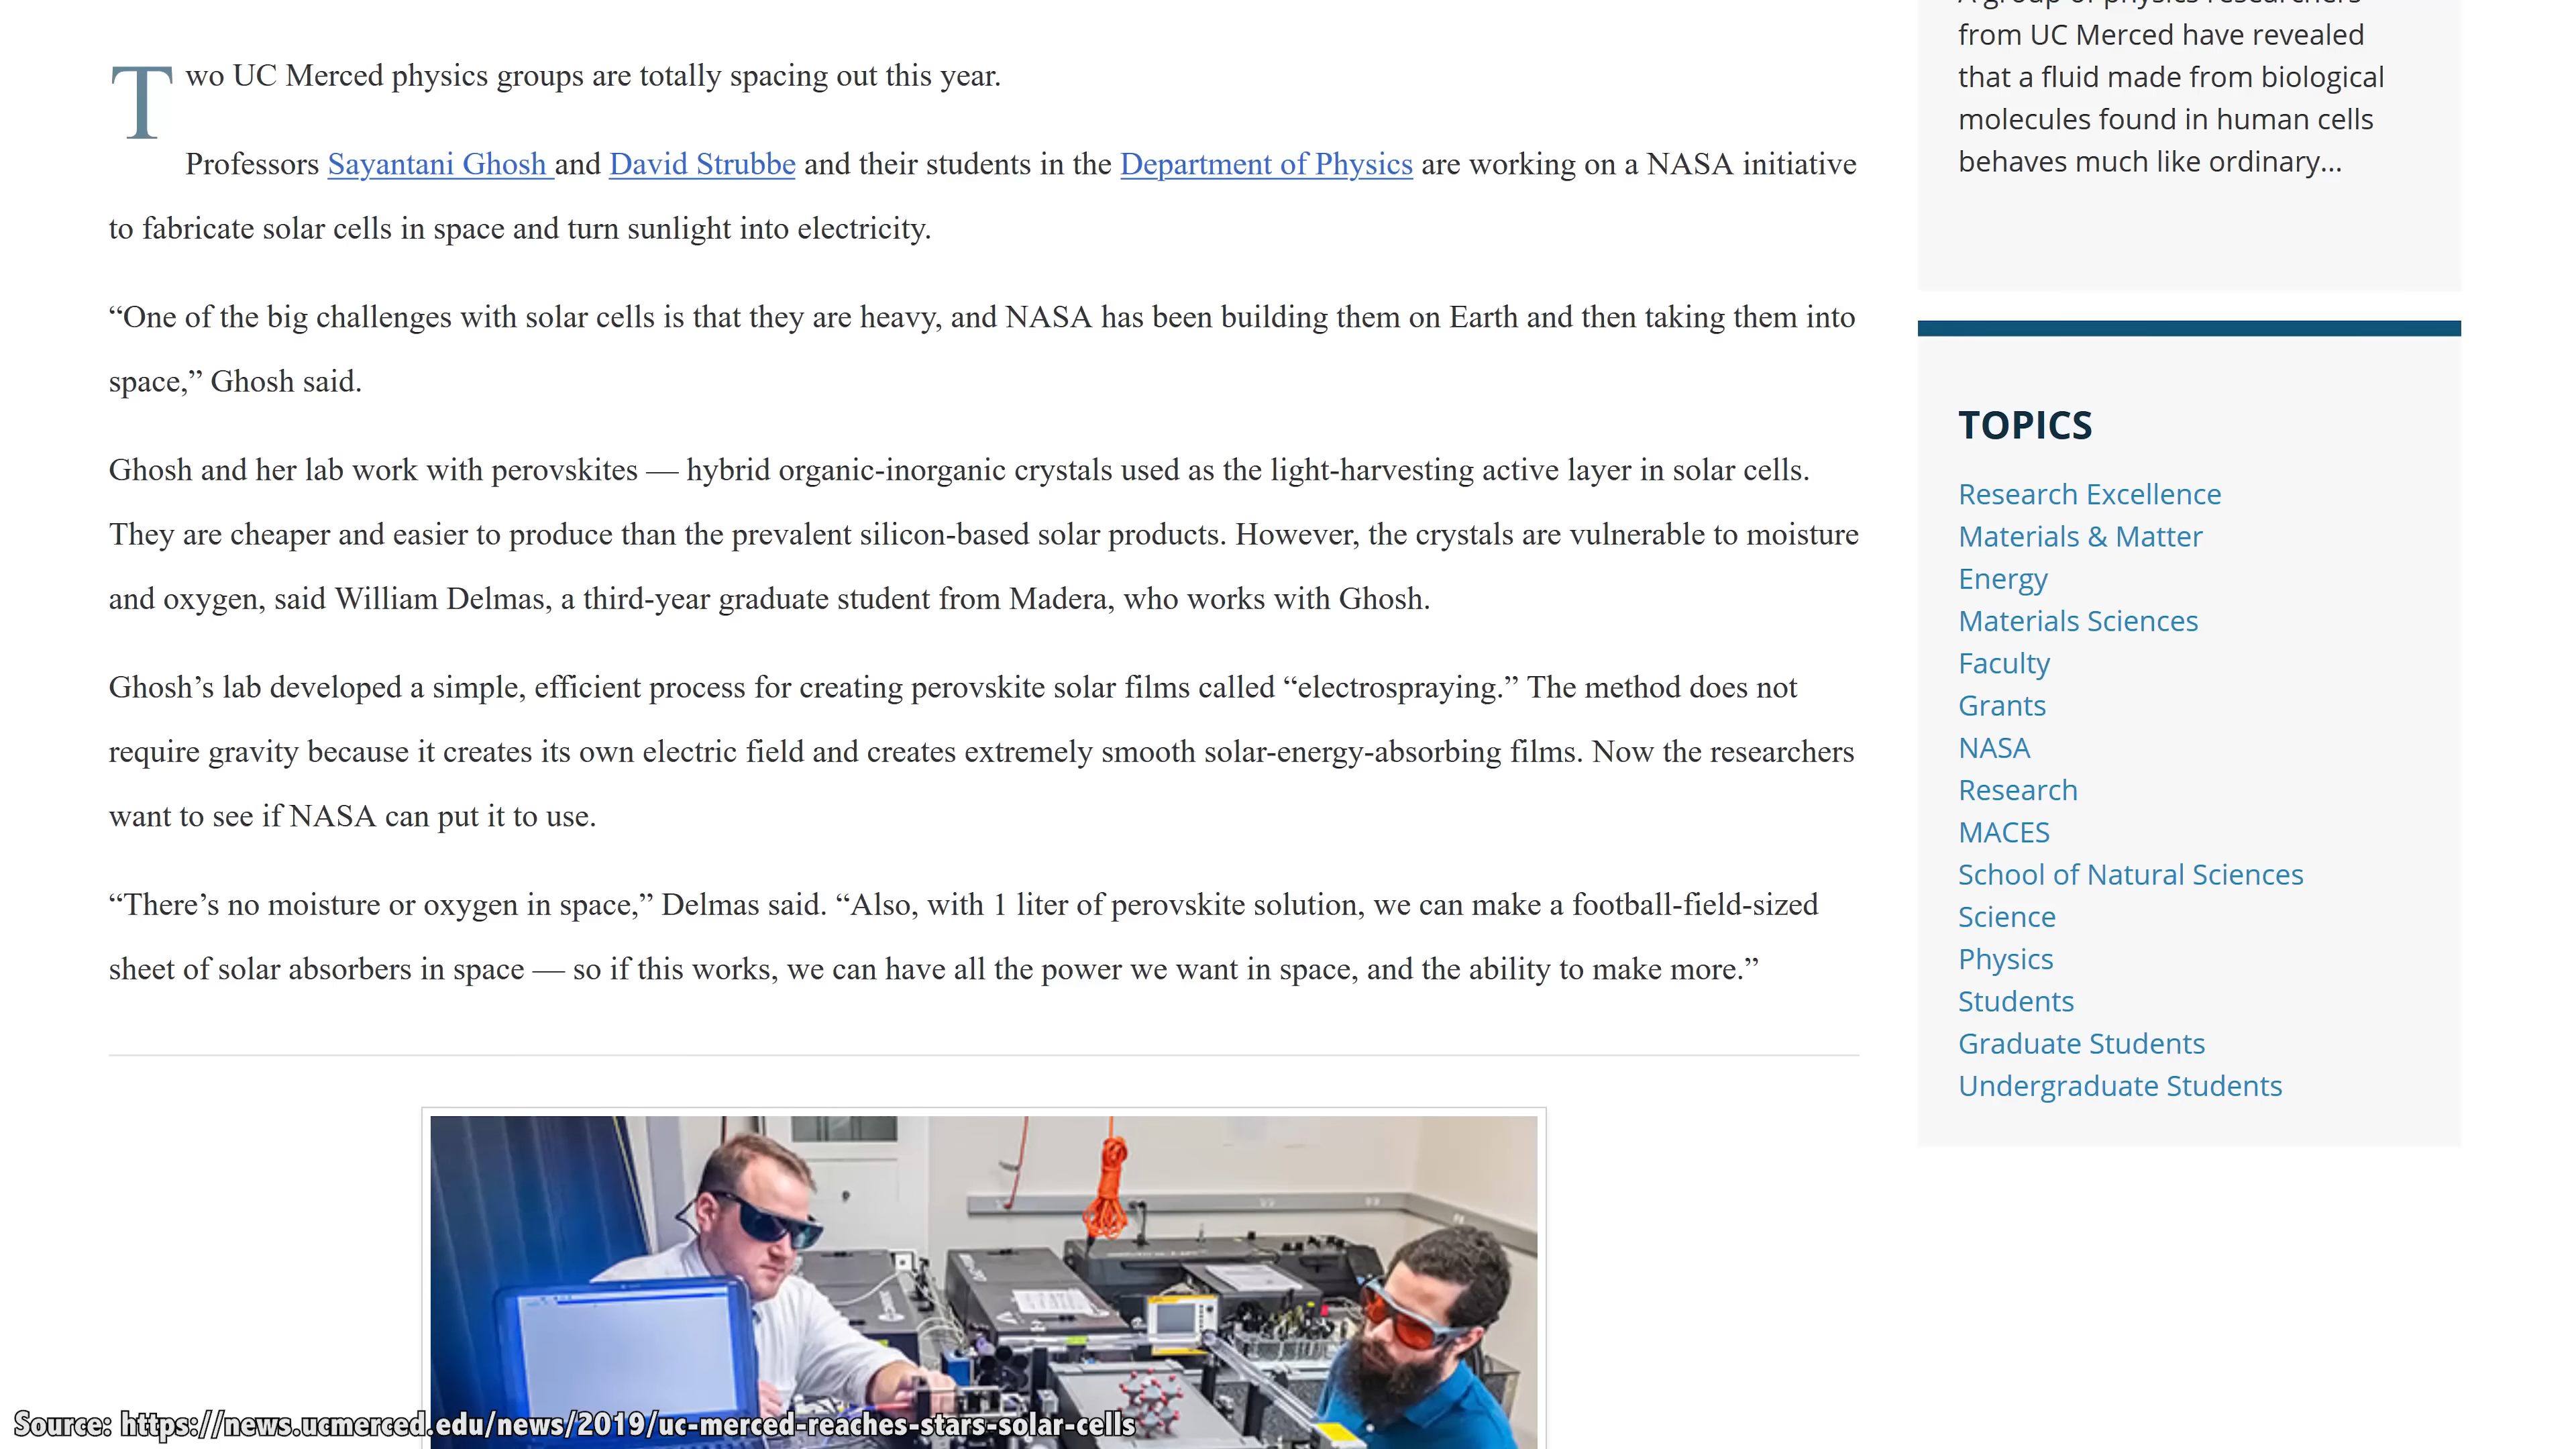 Two UC Merced physics groups are totally spacing out this year.
Professors Sayantani Ghosh and David Strubbe and their students in the Department of Physics are working on a NASA initiative
to fabricate solar cells in space and turn sunlight into electricity.
“One of the big challenges with solar cells is that they are heavy, and NASA has been building them on Earth and then taking them into
space,” Ghosh said.
Ghosh and her lab work with perovskites — hybrid organic-inorganic crystals used as the light-harvesting active layer in solar cells.
They are cheaper and easier to produce than the prevalent silicon-based solar products. However, the crystals are vulnerable to moisture
and oxygen, said William Delmas, a third-year graduate student from Madera, who works with Ghosh.
Ghosh’s lab developed a simple, efficient process for creating perovskite solar films called “electrospraying.” The method does not
require gravity because it creates its own electric field and creates extremely smooth solar-energy-absorbing films. Now the researchers
want to see if NASA can put it to use.
“There’s no moisture or oxygen in space,” Delmas said. “Also, with 1 liter of perovskite solution, we can make a football-field-sized
sheet of solar absorbers in space — so if this works, we can have all the power we want in space, and the ability to make more.”
Source: https://news.ucmerced.edu/news/2019/uc-merced-reaches-stars-solar-cells
A group of physics researchers
from UC Merced have revealed
that a fluid made from biological
molecules found in human cells
behaves much like ordinary...
TOPICS
Research Excellence
Materials & Matter
Energy
Materials Sciences
Faculty
Grants
NASA
Research
MACES
School of Natural Sciences
Science
Physics
Students
Graduate Students
Undergraduate Students